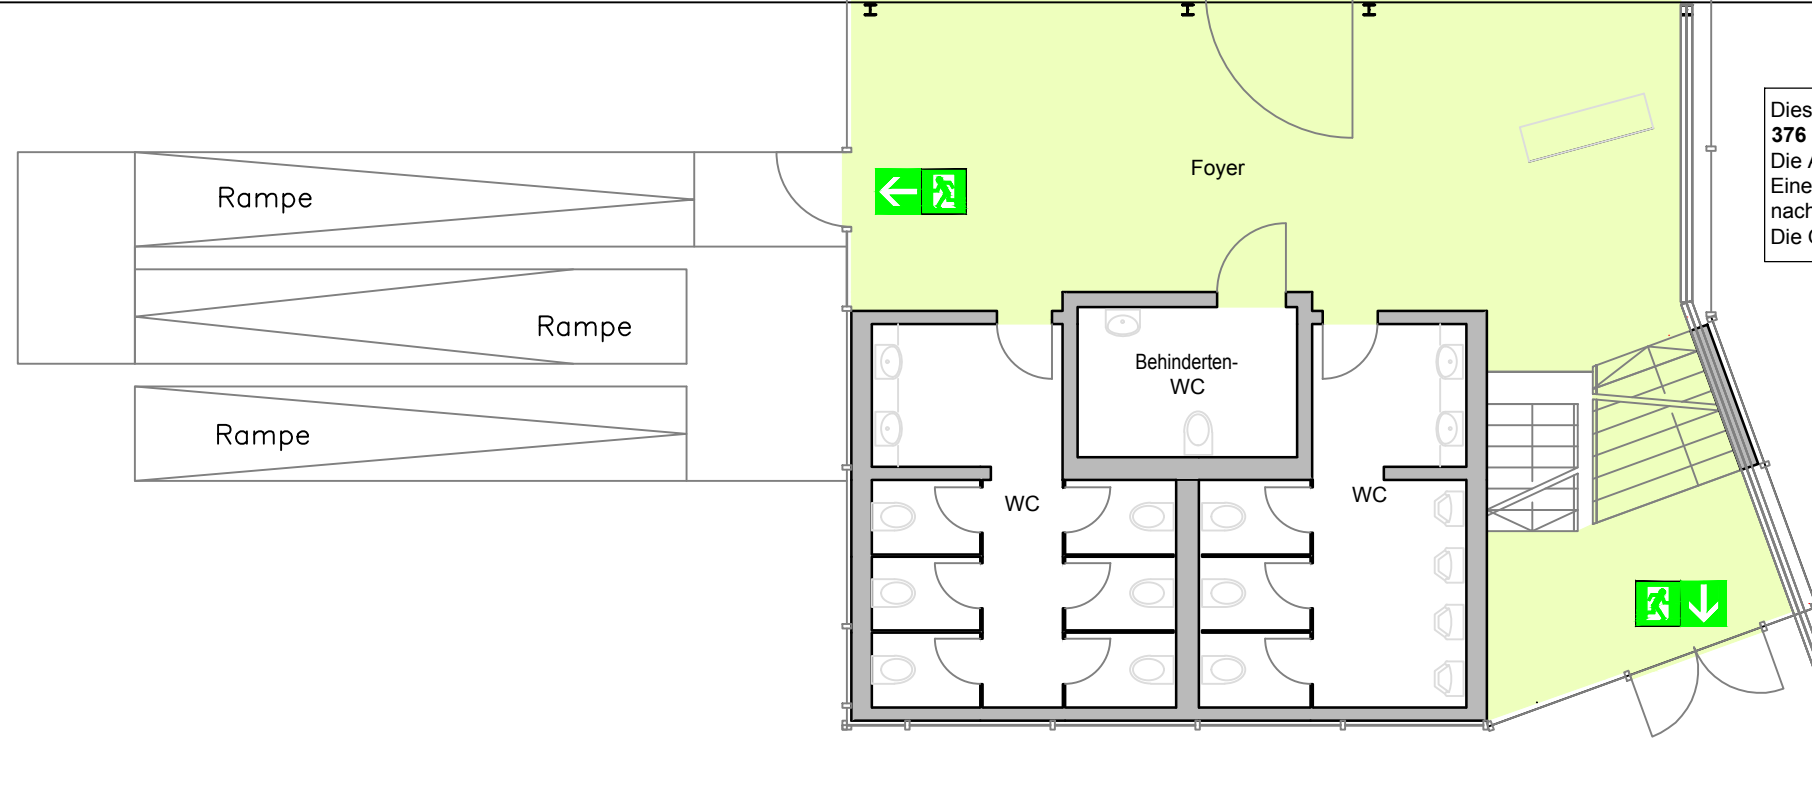 Rampe
Rampe
Rampe
Foyer
Behinderten-
WC
WC
WC
Dies
376
Die
Eine
nach
Die